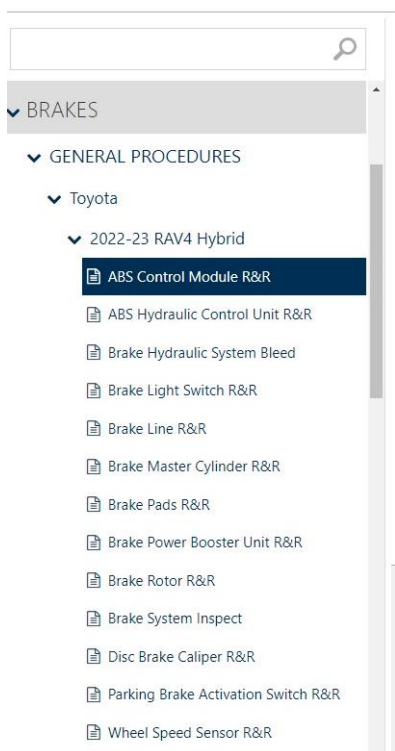 BRAKES
GENERAL PROCEDURES
Toyota
2022-23 RAV4 Hybrid
ABS Control Module R&R
ABS Hydraulic Control Unit R&R
Brake Hydraulic System Bleed
Brake Light Switch R&R
Brake Line R&R
Brake Master Cylinder R&R
Brake Pads R&R
Brake Power Booster Unit R&R
Brake Rotor R&R
Brake System Inspect
Disc Brake Caliper R&R
Parking Brake Activation Switch R&R
Wheel Speed Sensor R&R